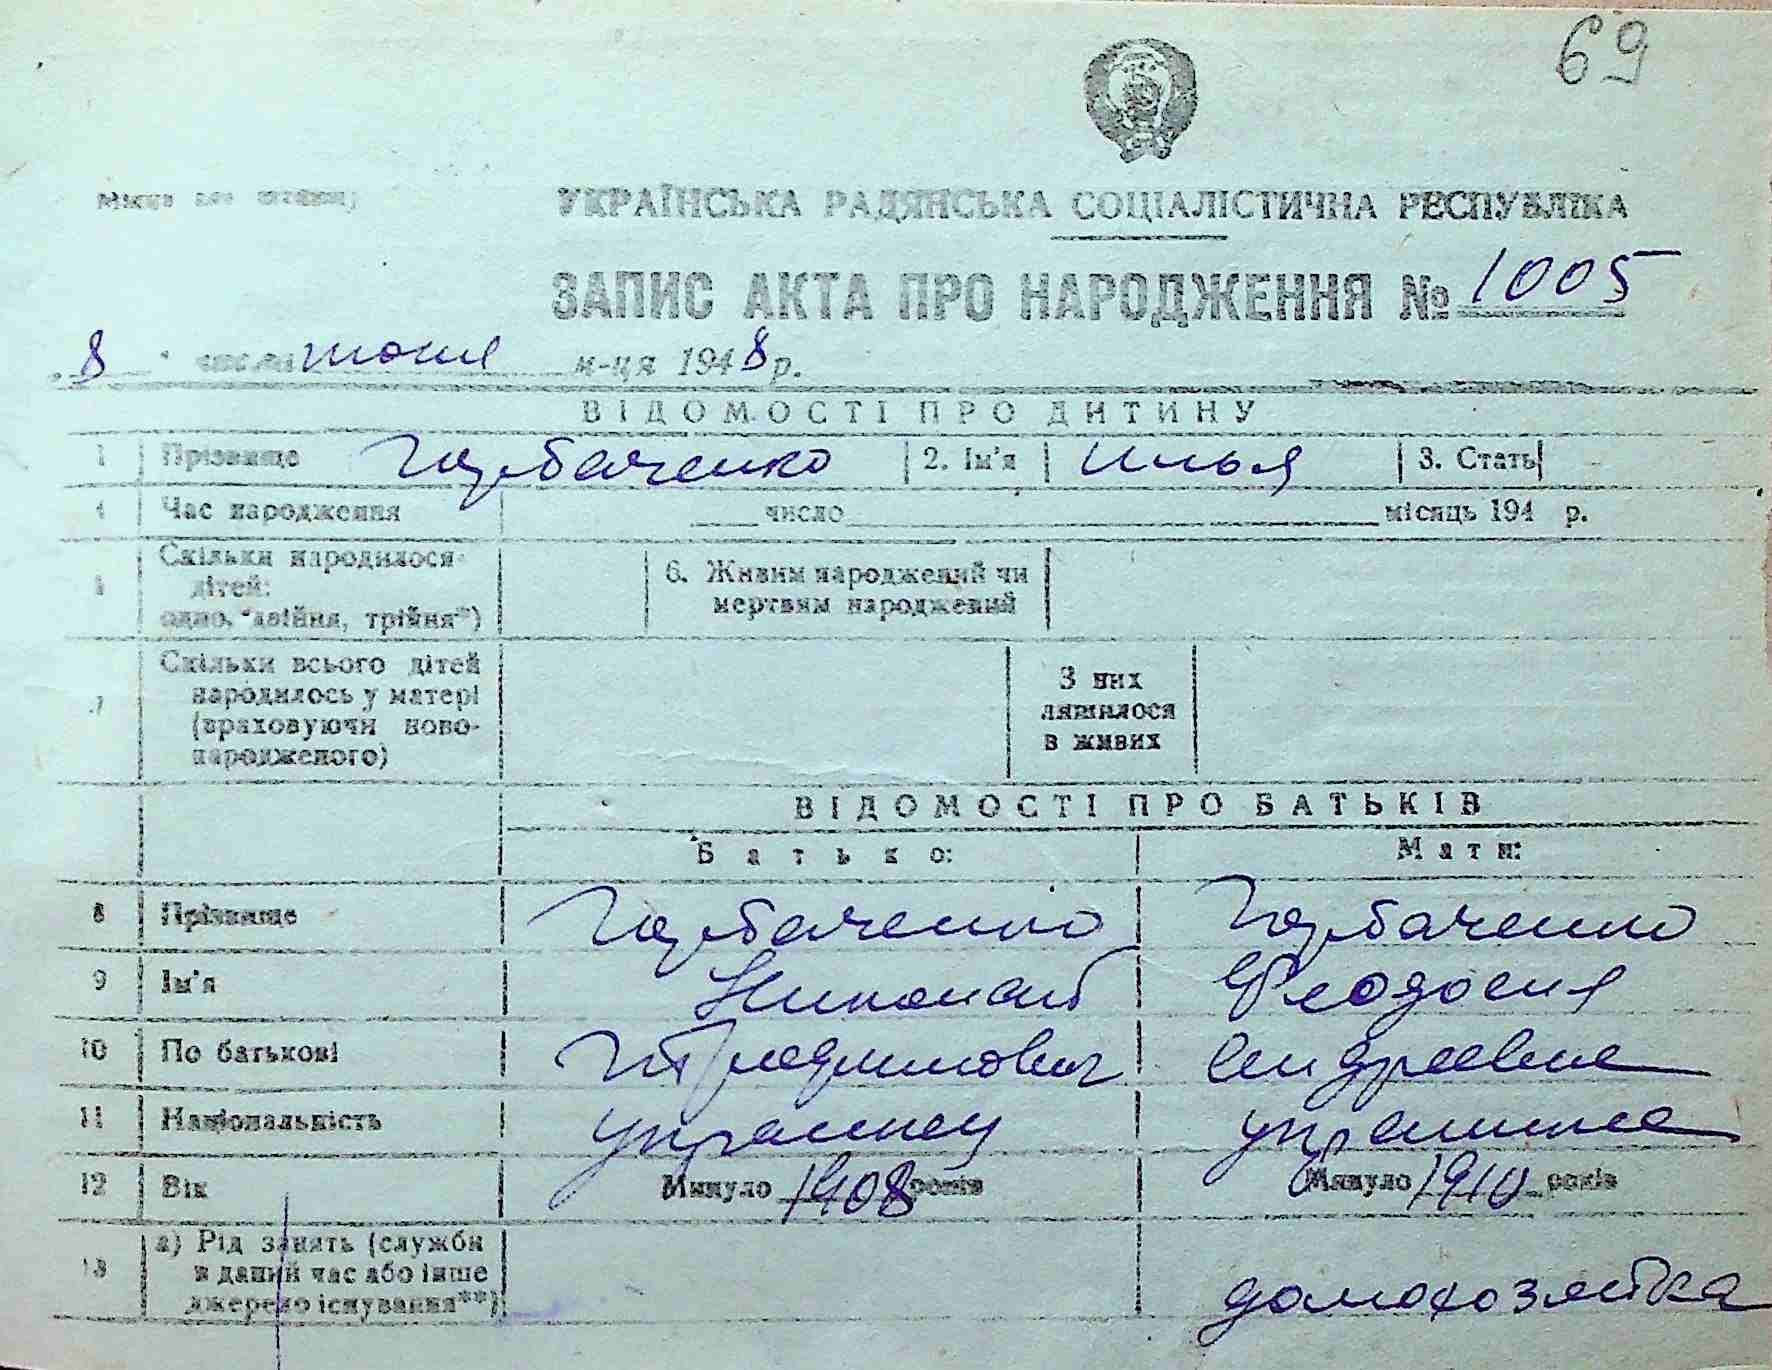 69
Місце для штампу
УКРАЇНСЬКА РАДЯНСЬКА СОЦІАЛІСТИЧНА РЕСПУБЛІКА
ЗАПИС АКТА ПРО НАРОДЖЕННЯ № 1005
„8" числа июня м-ця 1948 р.
ВІДОМОСТІ ПРО ДИТИНУ
1 Прізвище Горбаченко 2. Ім'я Илья 3. Стать
4 Час народження число місяць 194 р.
5 Скільки народилося
дітей:
одно, двійня, трійня*)
6. Живим народжений чи
мертвим народжений
7 Скільки всього дітей
народилось у матері
(враховуючи ново-
народженого)
З них
лишилося
в живих
ВІДОМОСТІ ПРО БАТЬКІВ
Батько: Мати:
8 Прізвище Горбаченко Горбаченко
9 Ім'я Николай Феодосия
10 По батькові Андреевна
11 Національність украинец украинка
12 Вік Минуло 1908 років Минуло 1910 років
13 а) Рід занять (служби
в даний час або інше
джерело існування**)
домохозяйка